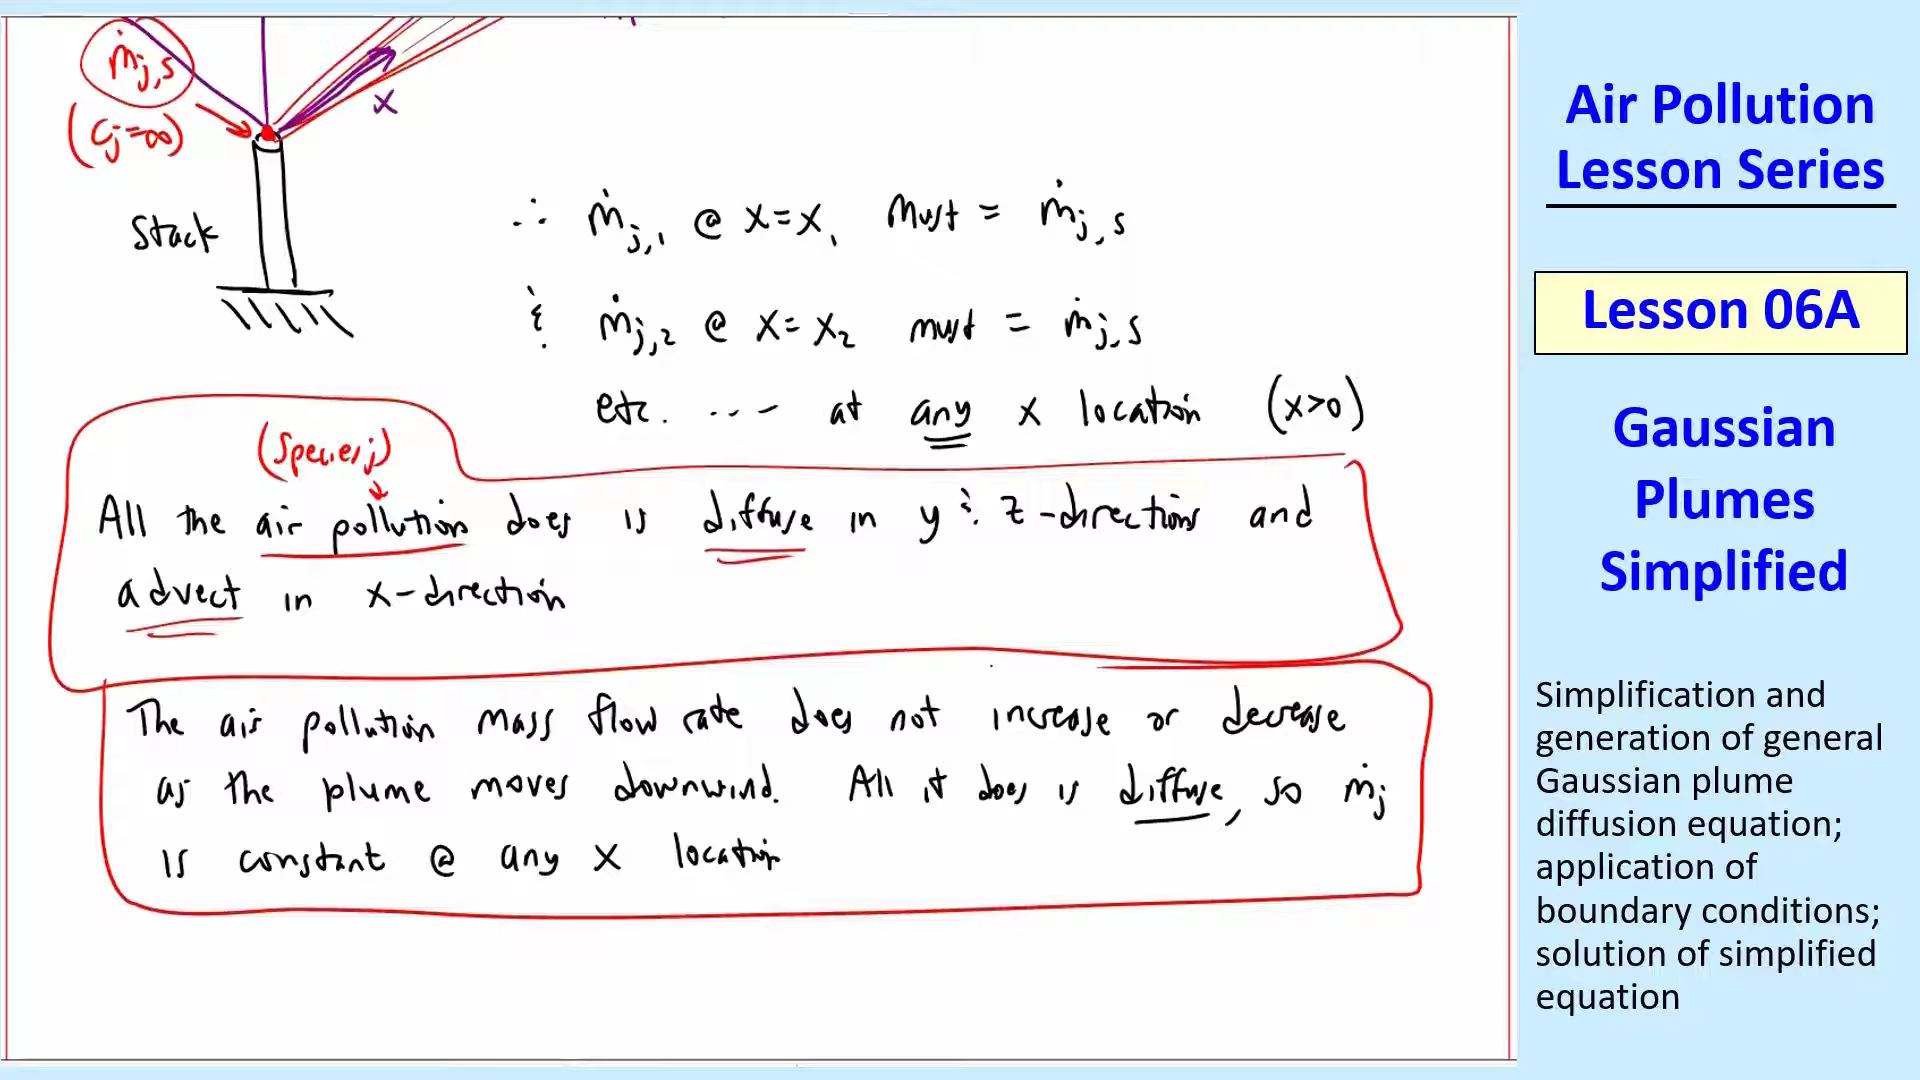 ṁj,s
(cj=∞)
x
Stack
∴ ṁj,1 @ x=x1 must = ṁj,s
& ṁj,2 @ x=x2 must = ṁj,s
etc. ... at any x location (x>0)
(species j)
All the air pollution does is diffuse in y & z-directions and
advect in x-direction
The air pollution mass flow rate does not increase or decrease
as the plume moves downwind. All it does is diffuse, so ṁj
is constant @ any x location
Air Pollution
Lesson Series
Lesson 06A
Gaussian
Plumes
Simplified
Simplification and
generation of general
Gaussian plume
diffusion equation;
application of
boundary conditions;
solution of simplified
equation